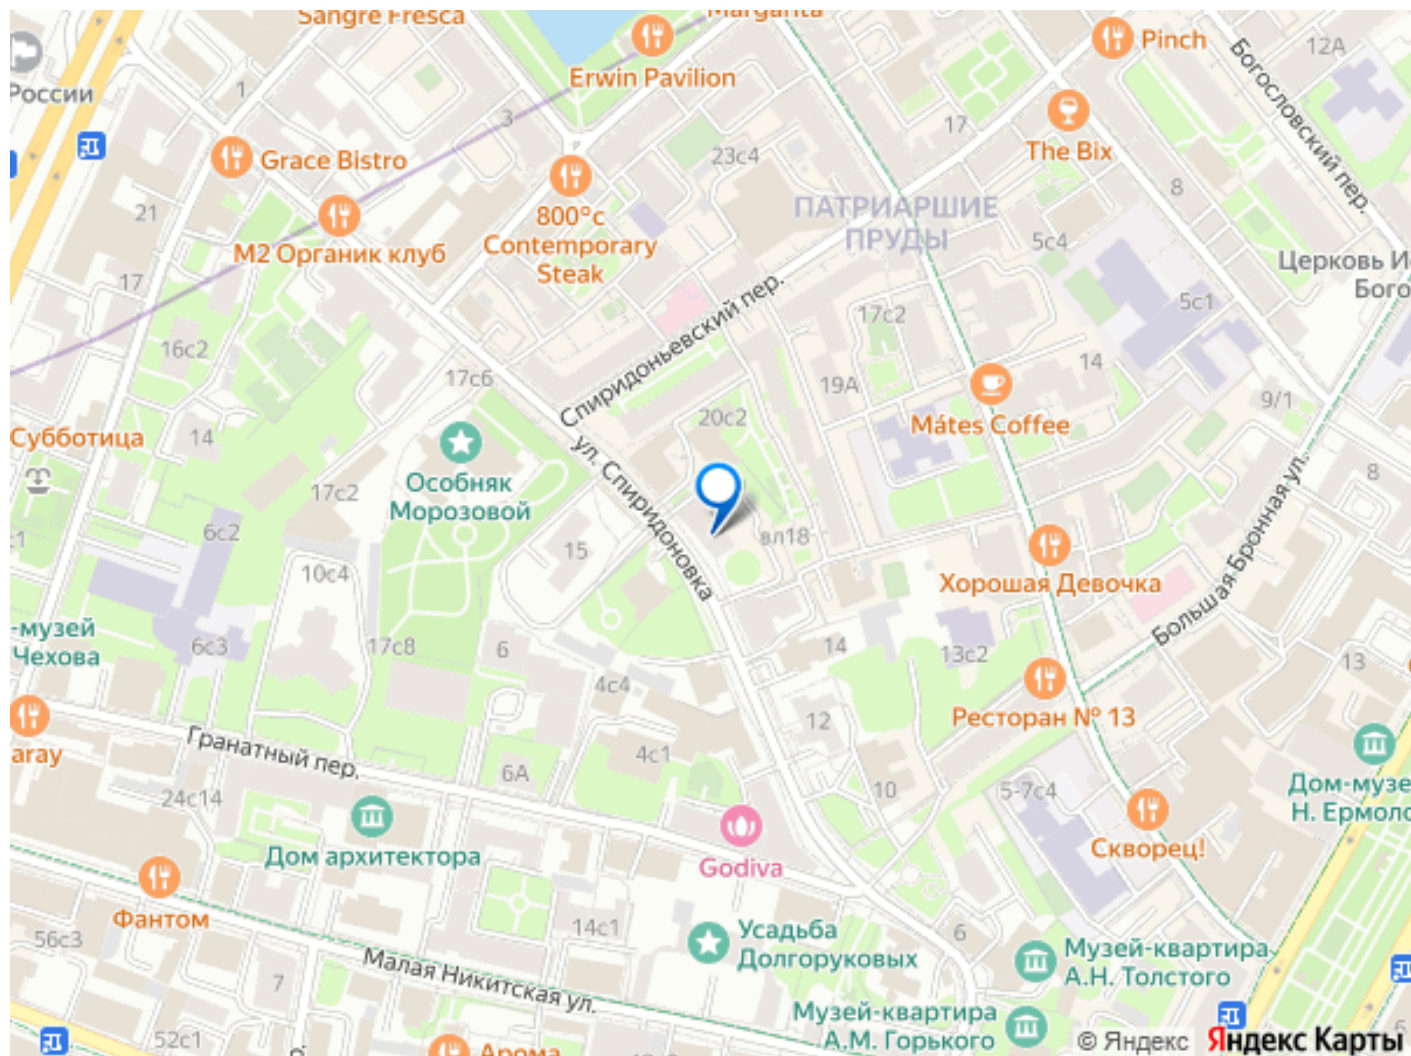 Sangre Fresca
Margarita
Pinch
12А
Богословский пер.
Erwin Pavilion
России
1
3
17
The Bix
Grace Bistro
23с4
8
21
800°c
Contemporary
Steak
ПАТРИАРШИЕ
ПРУДЫ
М2 Органик клуб
5с4
Церковь И
Бого
17
5с1
Спиридоньевский пер.
17с2
16с2
17с6
19А
14
9/1
Субботица
14
20с2
Mátes Coffee
8
Особняк
Морозовой
ул. Спиридоновка
17с2
6с2
вл18
15
Большая Бронная ул.
10с4
Хорошая Девочка
-музей
Чехова
6с3
17с8
6
14
13с2
13
4с4
Ресторан № 13
12
aray
Гранатный пер.
4с1
6А
10
5-7с4
Дом-музе
Н. Ермоло
24с14
Дом архитектора
Godiva
Скворец!
Фантом
56с3
14с1
Усадьба
Долгоруковых
6
Музей-квартира
А.Н. Толстого
Малая Никитская ул.
7
Музей-квартира
А.М. Горького
52с1
Арома
© Яндекс Яндекс Карты